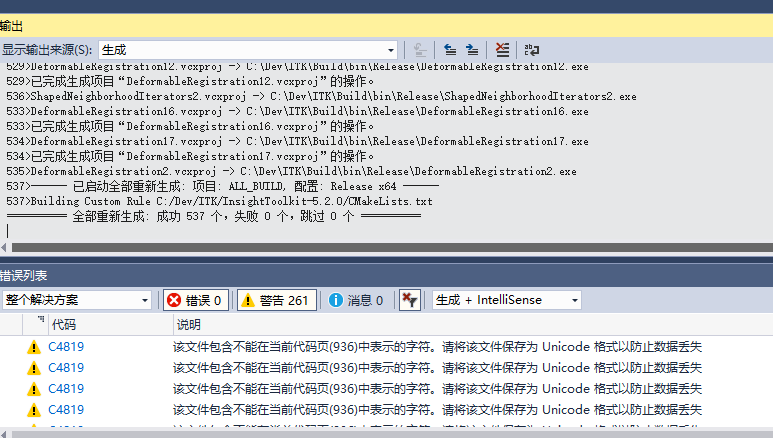 输出
显示输出来源(S): 生成
529>DeformableRegistration12.vcxproj -> C:\Dev\ITK\Build\bin\Release\DeformableRegistration12.exe
529>已完成生成项目“DeformableRegistration12.vcxproj”的操作。
536>ShapedNeighborhoodIterators2.vcxproj -> C:\Dev\ITK\Build\bin\Release\ShapedNeighborhoodIterators2.exe
533>DeformableRegistration16.vcxproj -> C:\Dev\ITK\Build\bin\Release\DeformableRegistration16.exe
533>已完成生成项目“DeformableRegistration16.vcxproj”的操作。
534>DeformableRegistration17.vcxproj -> C:\Dev\ITK\Build\bin\Release\DeformableRegistration17.exe
534>已完成生成项目“DeformableRegistration17.vcxproj”的操作。
535>DeformableRegistration2.vcxproj -> C:\Dev\ITK\Build\bin\Release\DeformableRegistration2.exe
537>------ 已启动全部重新生成: 项目: ALL_BUILD, 配置: Release x64 ------
537>Building Custom Rule C:/Dev/ITK/InsightToolkit-5.2.0/CMakeLists.txt
========== 全部重新生成: 成功 537 个，失败 0 个，跳过 0 个 ==========
错误列表
整个解决方案 错误 0 警告 261 消息 0 生成 + IntelliSense
代码 说明
C4819 该文件包含不能在当前代码页(936)中表示的字符。请将该文件保存为 Unicode 格式以防止数据丢失
C4819 该文件包含不能在当前代码页(936)中表示的字符。请将该文件保存为 Unicode 格式以防止数据丢失
C4819 该文件包含不能在当前代码页(936)中表示的字符。请将该文件保存为 Unicode 格式以防止数据丢失
C4819 该文件包含不能在当前代码页(936)中表示的字符。请将该文件保存为 Unicode 格式以防止数据丢失